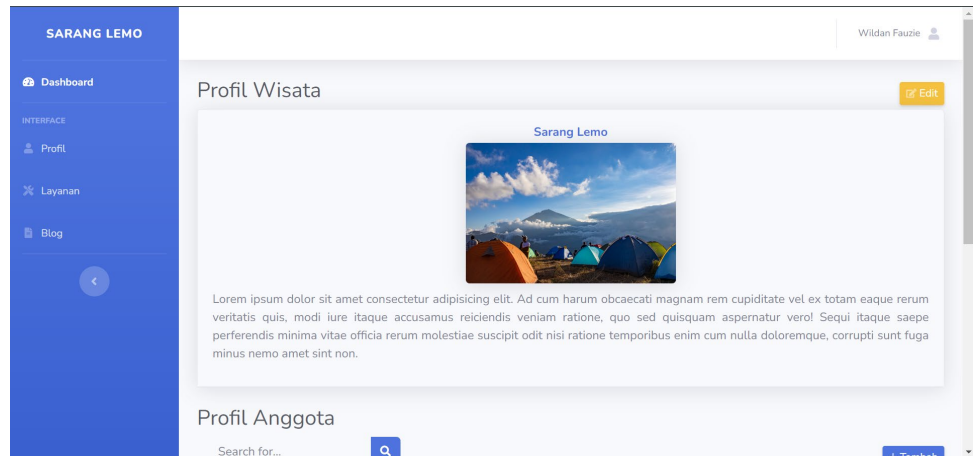 SARANG LEMO
Wildan Fauzie
Dashboard
INTERFACE
Profil
Layanan
Blog
Profil Wisata
Edit
Sarang Lemo
Lorem ipsum dolor sit amet consectetur adipisicing elit. Ad cum harum obcaecati magnam rem cupiditate vel ex totam eaque rerum
veritatis quis, modi iure itaque accusamus reiciendis veniam ratione, quo sed quisquam aspernatur vero! Sequi itaque saepe
perferendis minima vitae officia rerum molestiae suscipit odit nisi ratione temporibus enim cum nulla doloremque, corrupti sunt fuga
minus nemo amet sint non.
Profil Anggota
Search for...
+ Tambah